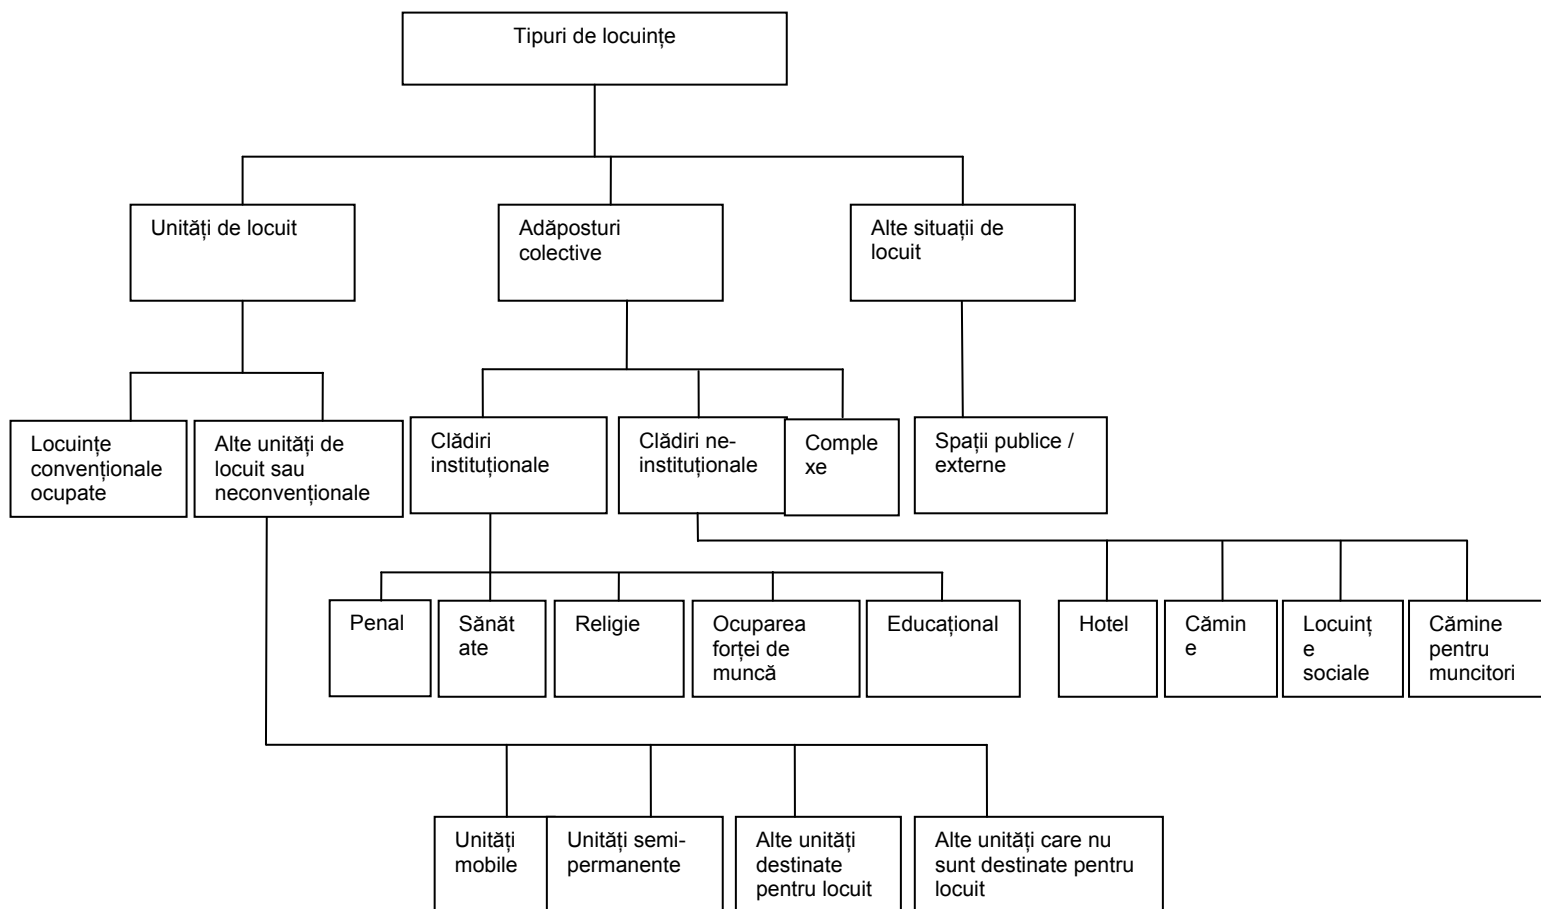 Tipuri de locuințe
Unități de locuit
Adăposturi
colective
Alte situații de
locuit
Locuințe
convenționale
ocupate
Alte unități de
locuit sau
neconvenționale
Clădiri
instituționale
Clădiri ne-
instituționale
Comple
xe
Spații publice /
externe
Penal
Sănăt
ate
Religie
Ocuparea
forței de
muncă
Educațional
Hotel
Cămin
e
Locuinț
e
sociale
Cămine
pentru
muncitori
Unități
mobile
Unități semi-
permanente
Alte unități
destinate
pentru locuit
Alte unități care nu
sunt destinate pentru
locuit